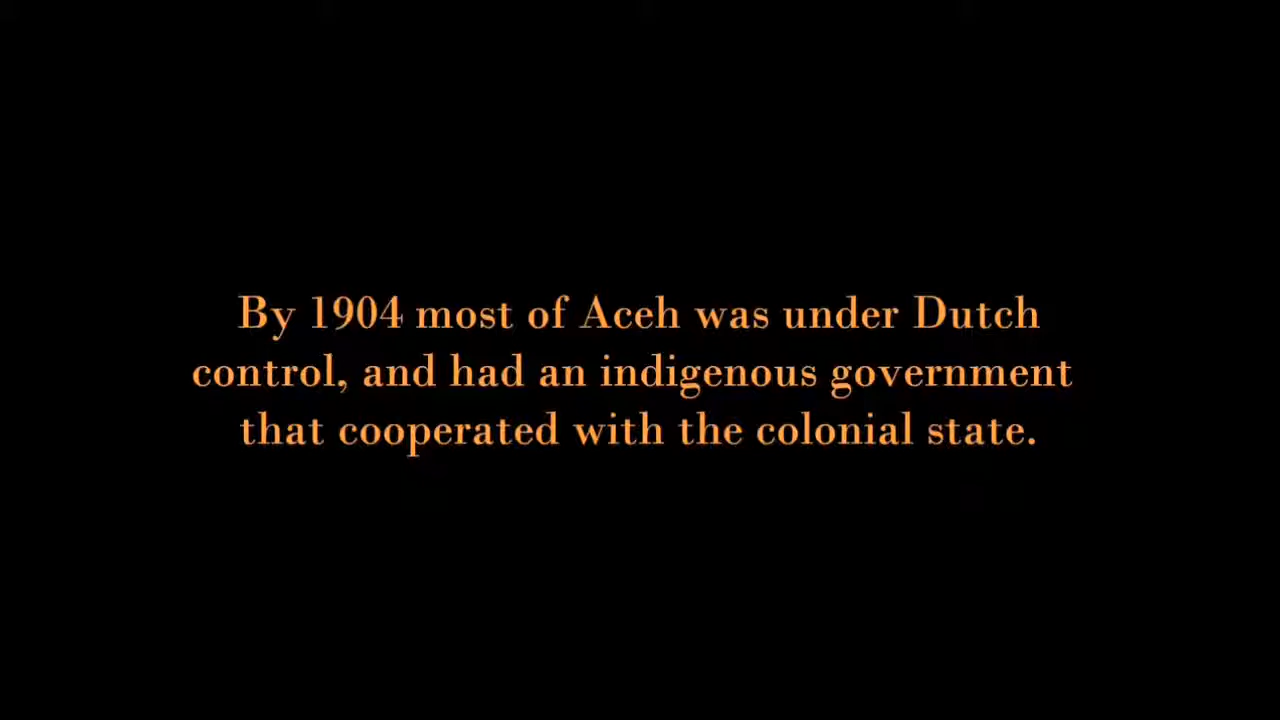 By 1904 most of Aceh was under Dutch
control, and had an indigenous government
that cooperated with the colonial state.